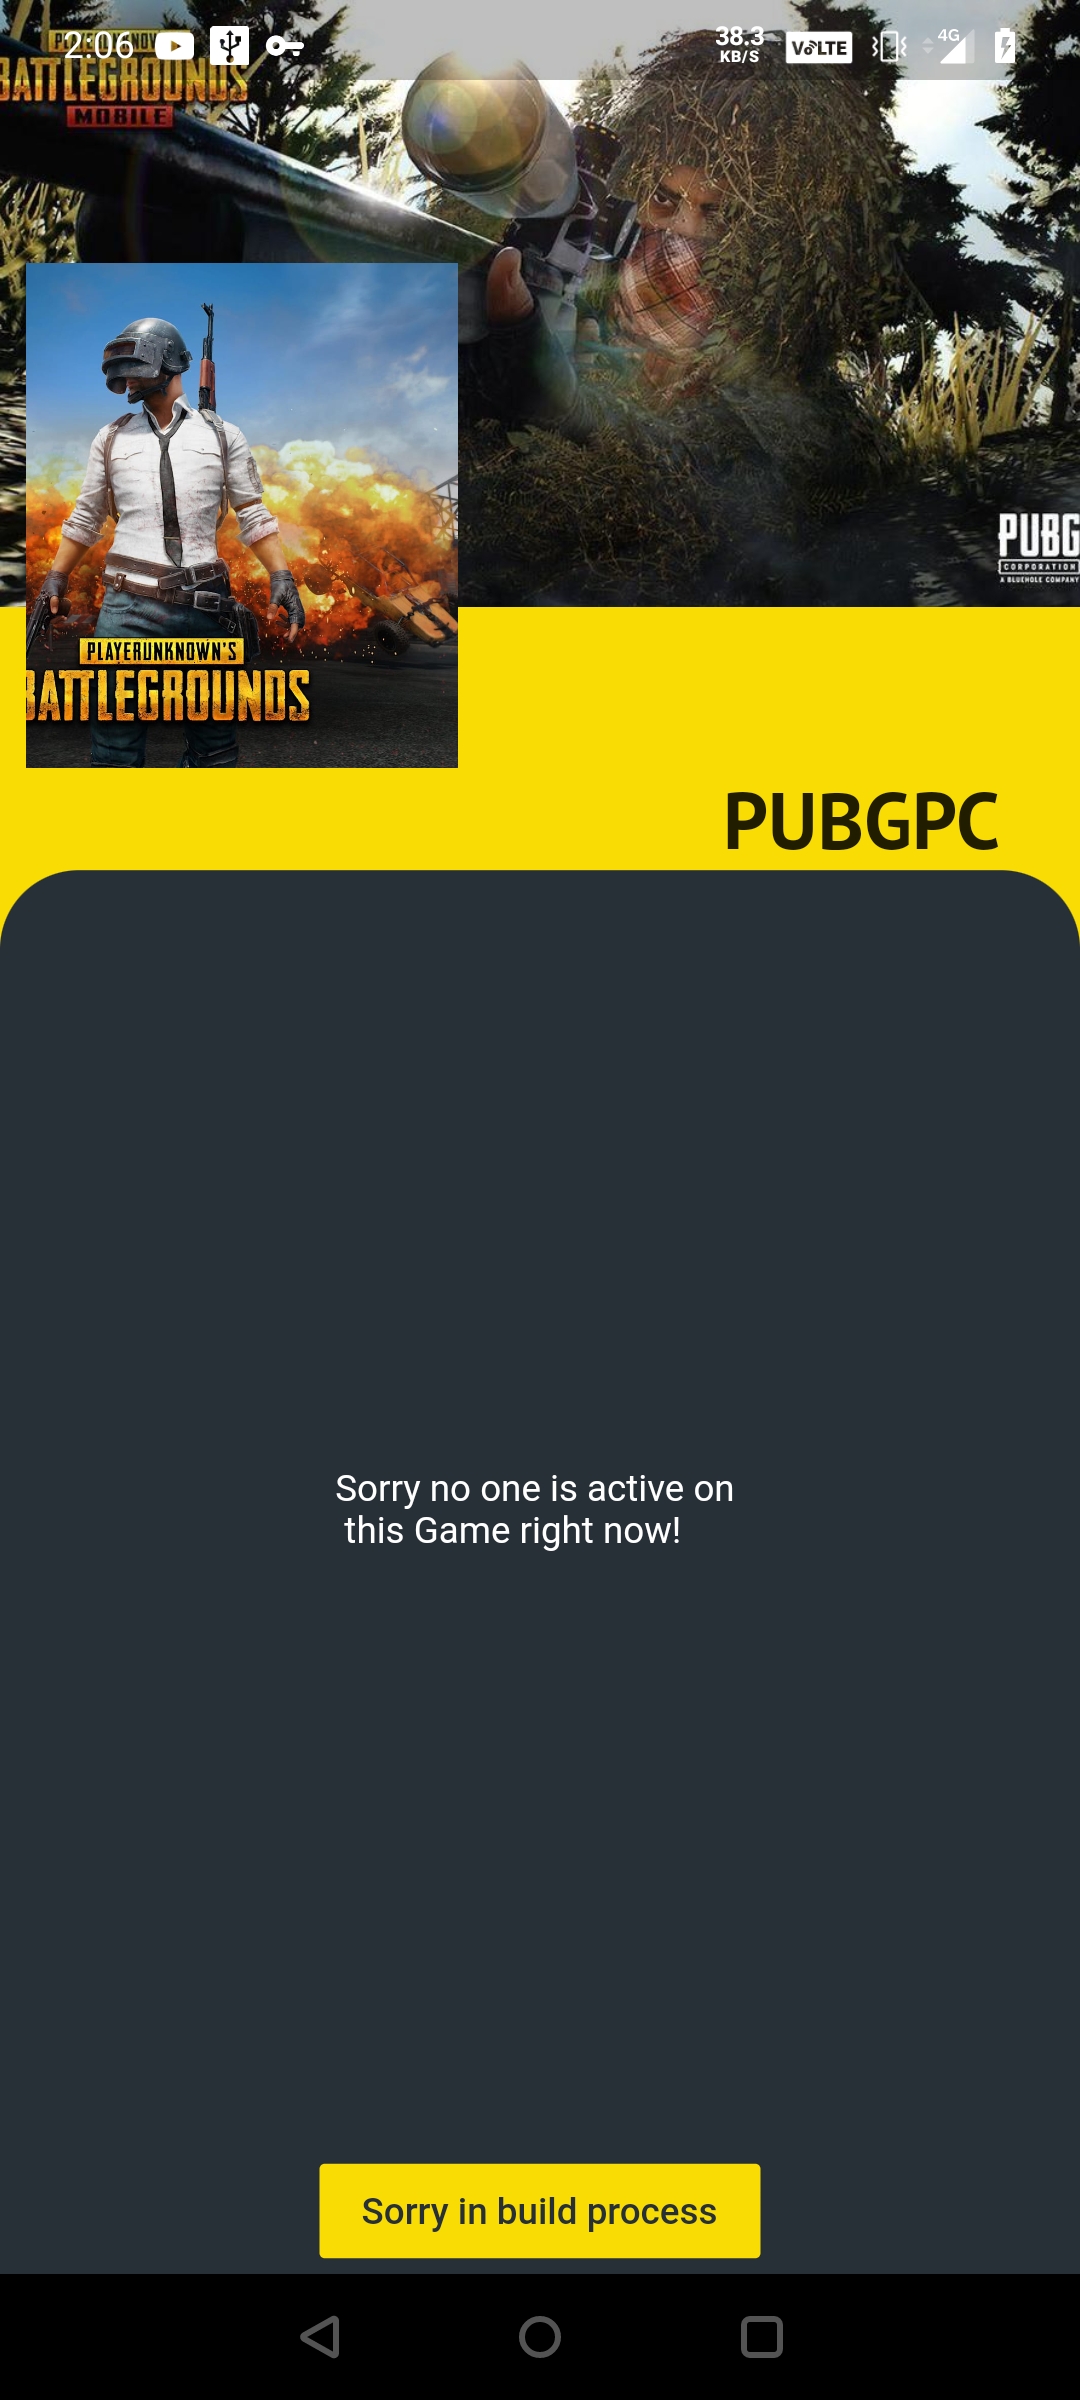 2:06
38.3
KB/S
VoLTE
4G
BATTLEGROUNDS
MOBILE
PUBG
CORPORATION
A BLUEHOLE COMPANY
PLAYERUNKNOWN'S
BATTLEGROUNDS
PUBGPC
Sorry no one is active on
this Game right now!
Sorry in build process